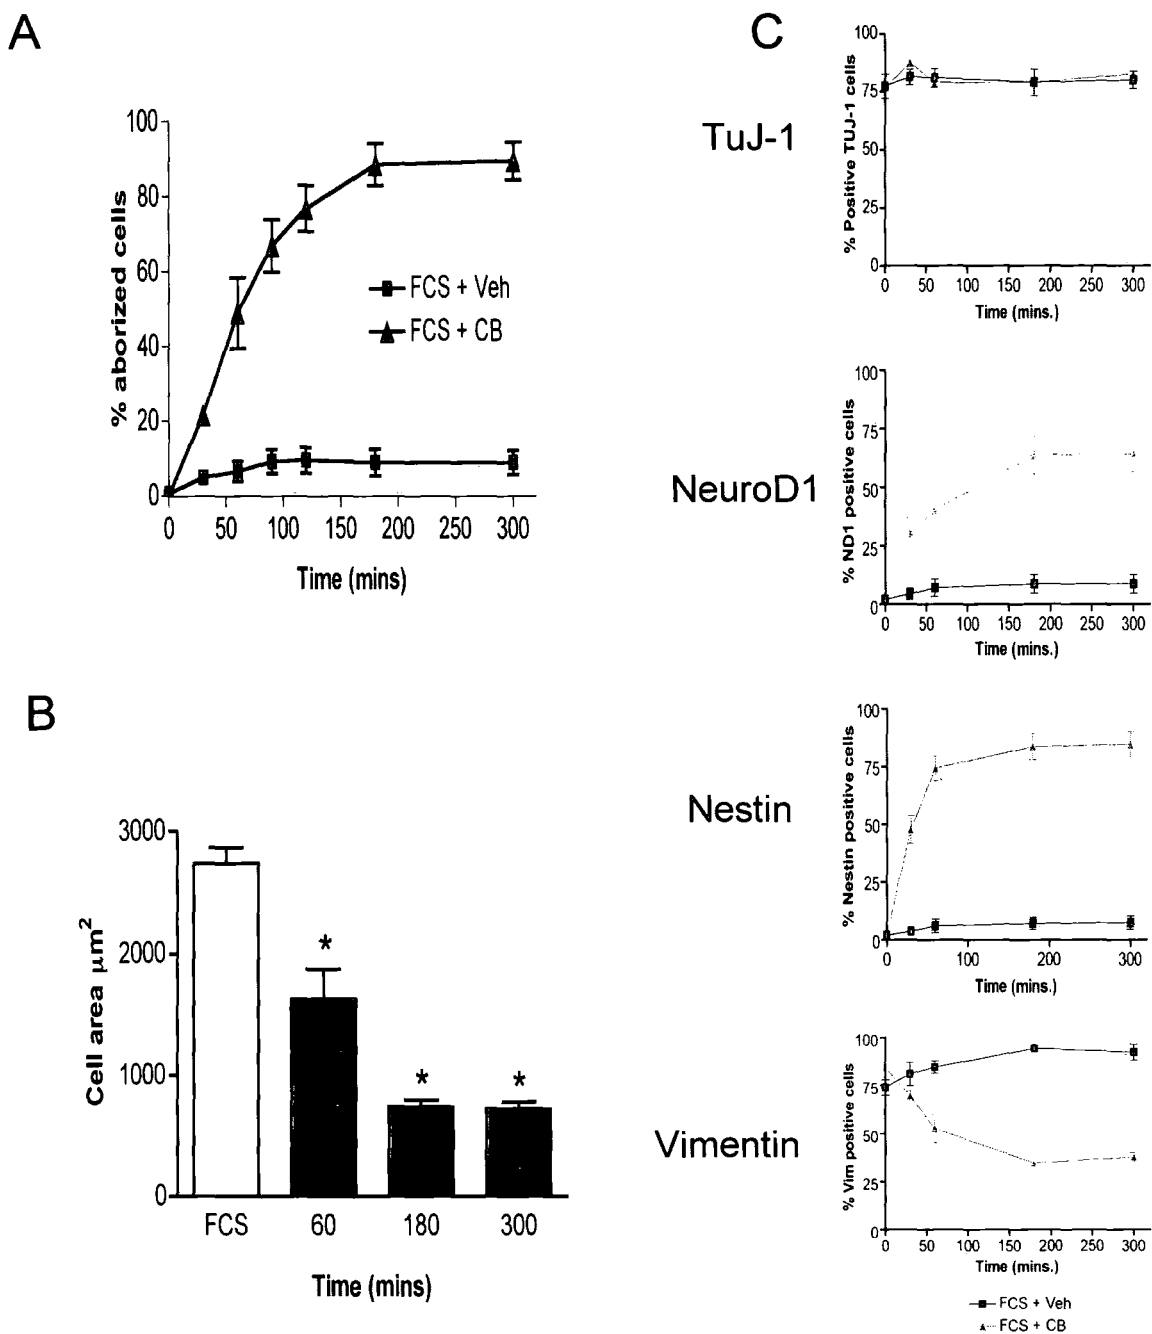 A
100
80
60
40
20
0
% aborized cells
FCS + Veh
FCS + CB
0 50 100 150 200 250 300
Time (mins)
B
3000
2000
1000
0
Cell area μm²
*
*
*
FCS 60 180 300
Time (mins)
C
TuJ-1
100
75
50
25
0
% Positive TUJ-1 cells
0 50 100 150 200 250 300
Time (mins.)
NeuroD1
100
75
50
25
0
% ND1 positive cells
0 50 100 150 200 250 300
Time (mins.)
Nestin
100
75
50
25
0
% Nestin positive cells
0 100 200 300
Time (mins.)
Vimentin
100
75
50
25
0
% Vim positive cells
0 50 100 150 200 250 300
Time (mins.)
FCS + Veh
FCS + CB